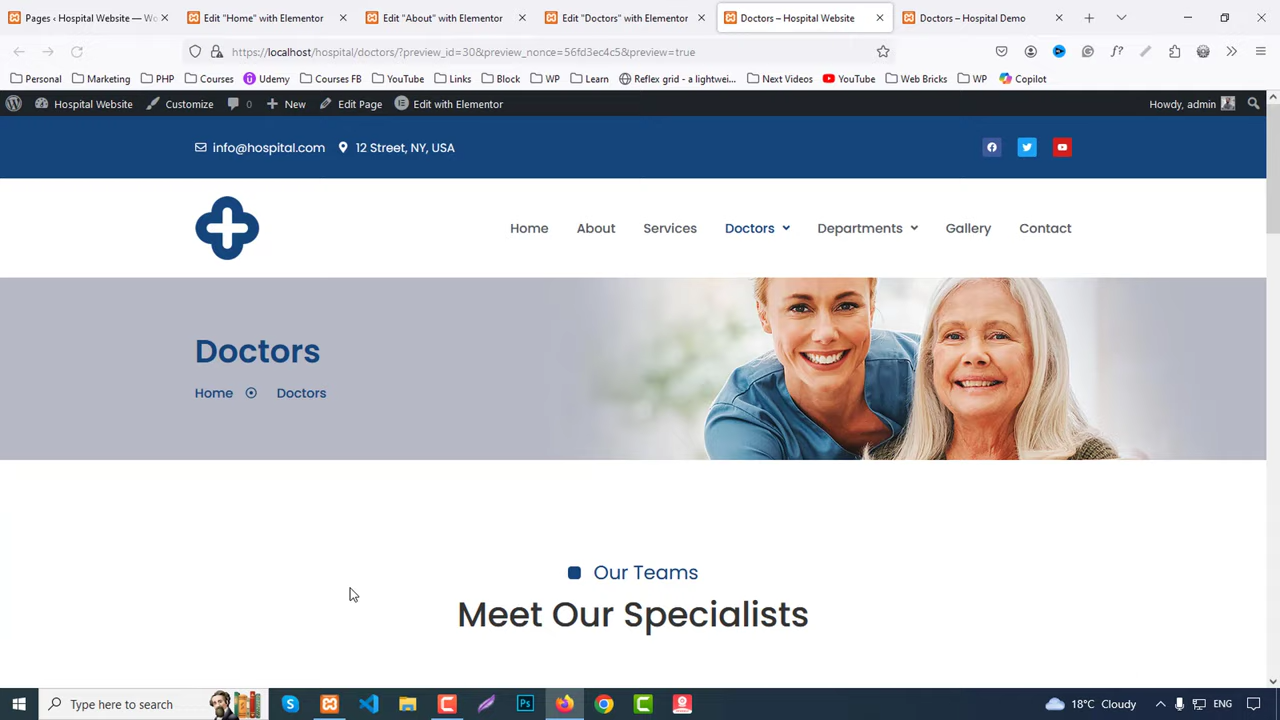 Pages ‹ Hospital Website — Wo
Edit "Home" with Elementor
Edit "About" with Elementor
Edit "Doctors" with Elementor
Doctors – Hospital Website
Doctors – Hospital Demo
https://localhost/hospital/doctors/?preview_id=30&preview_nonce=56fd3ec4c5&preview=true
Personal
Marketing
PHP
Courses
Udemy
Courses FB
YouTube
Links
Block
WP
Learn
Reflex grid - a lightwei...
Next Videos
YouTube
Web Bricks
WP
Copilot
Hospital Website
Customize
0
New
Edit Page
Edit with Elementor
Howdy, admin
info@hospital.com
12 Street, NY, USA
Home
About
Services
Doctors
Departments
Gallery
Contact
Doctors
Home
Doctors
Our Teams
Meet Our Specialists
Type here to search
Ps
18°C Cloudy
ENG